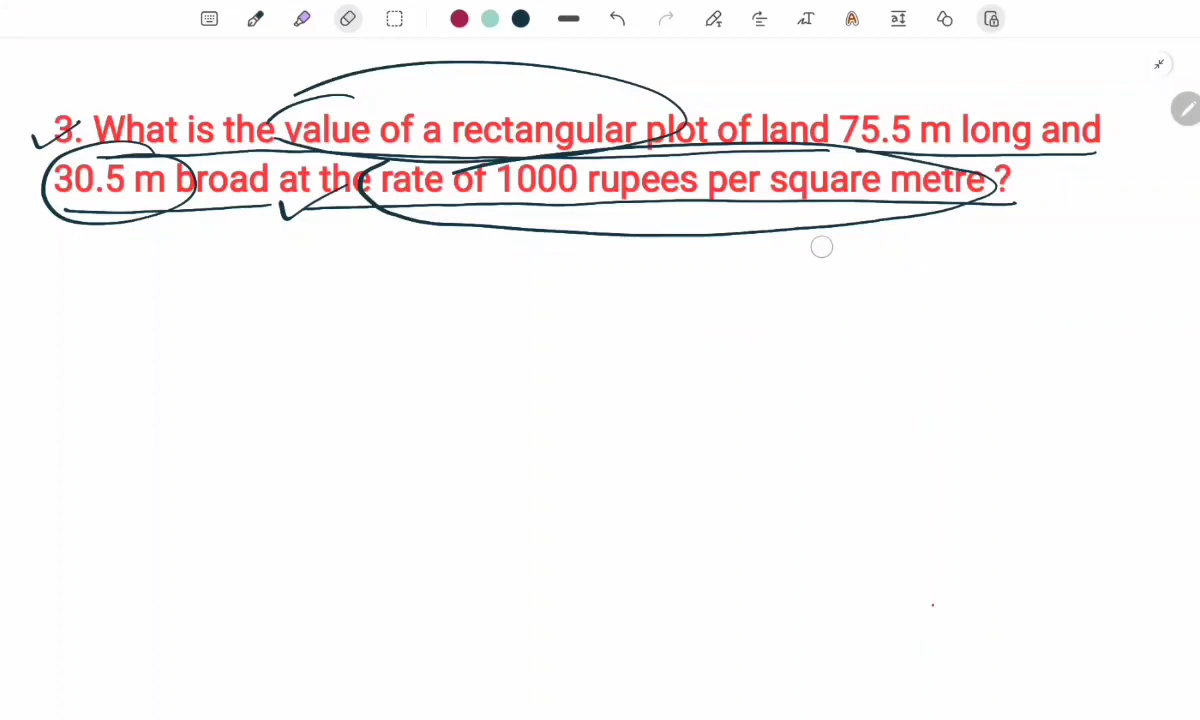 3. What is the value of a rectangular plot of land 75.5 m long and
30.5 m broad at the rate of 1000 rupees per square metre ?